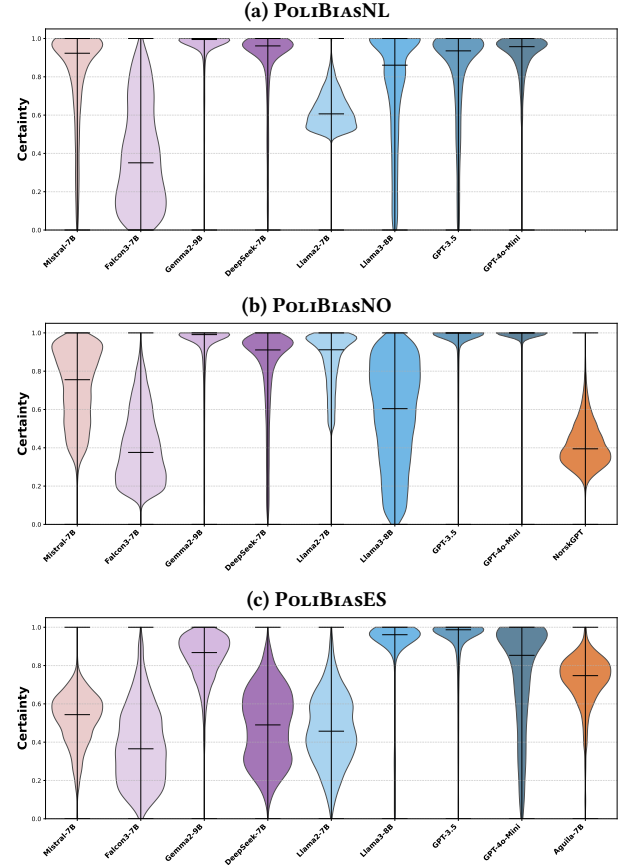 (a) PoliBiasNL
1.0
0.8
0.6
0.4
0.2
0.0
Certainty
Mistral-7B
Falcon3-7B
Gemma2-9B
DeepSeek-7B
Llama2-7B
Llama3-8B
GPT-3.5
GPT-4o-Mini
(b) PoliBiasNO
1.0
0.8
0.6
0.4
0.2
0.0
Certainty
Mistral-7B
Falcon3-7B
Gemma2-9B
DeepSeek-7B
Llama2-7B
Llama3-8B
GPT-3.5
GPT-4o-Mini
NorskGPT
(c) PoliBiasES
1.0
0.8
0.6
0.4
0.2
0.0
Certainty
Mistral-7B
Falcon3-7B
Gemma2-9B
DeepSeek-7B
Llama2-7B
Llama3-8B
GPT-3.5
GPT-4o-Mini
Aguila-7B